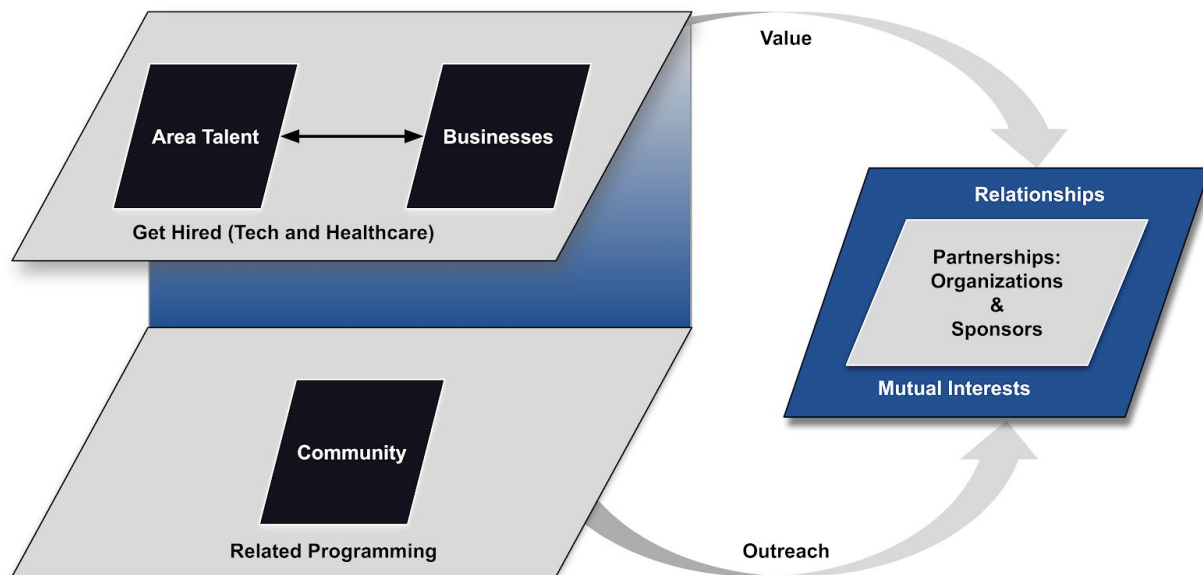 Value
Area Talent
Businesses
Get Hired (Tech and Healthcare)
Relationships
Partnerships:
Organizations
&
Sponsors
Mutual Interests
Community
Related Programming
Outreach